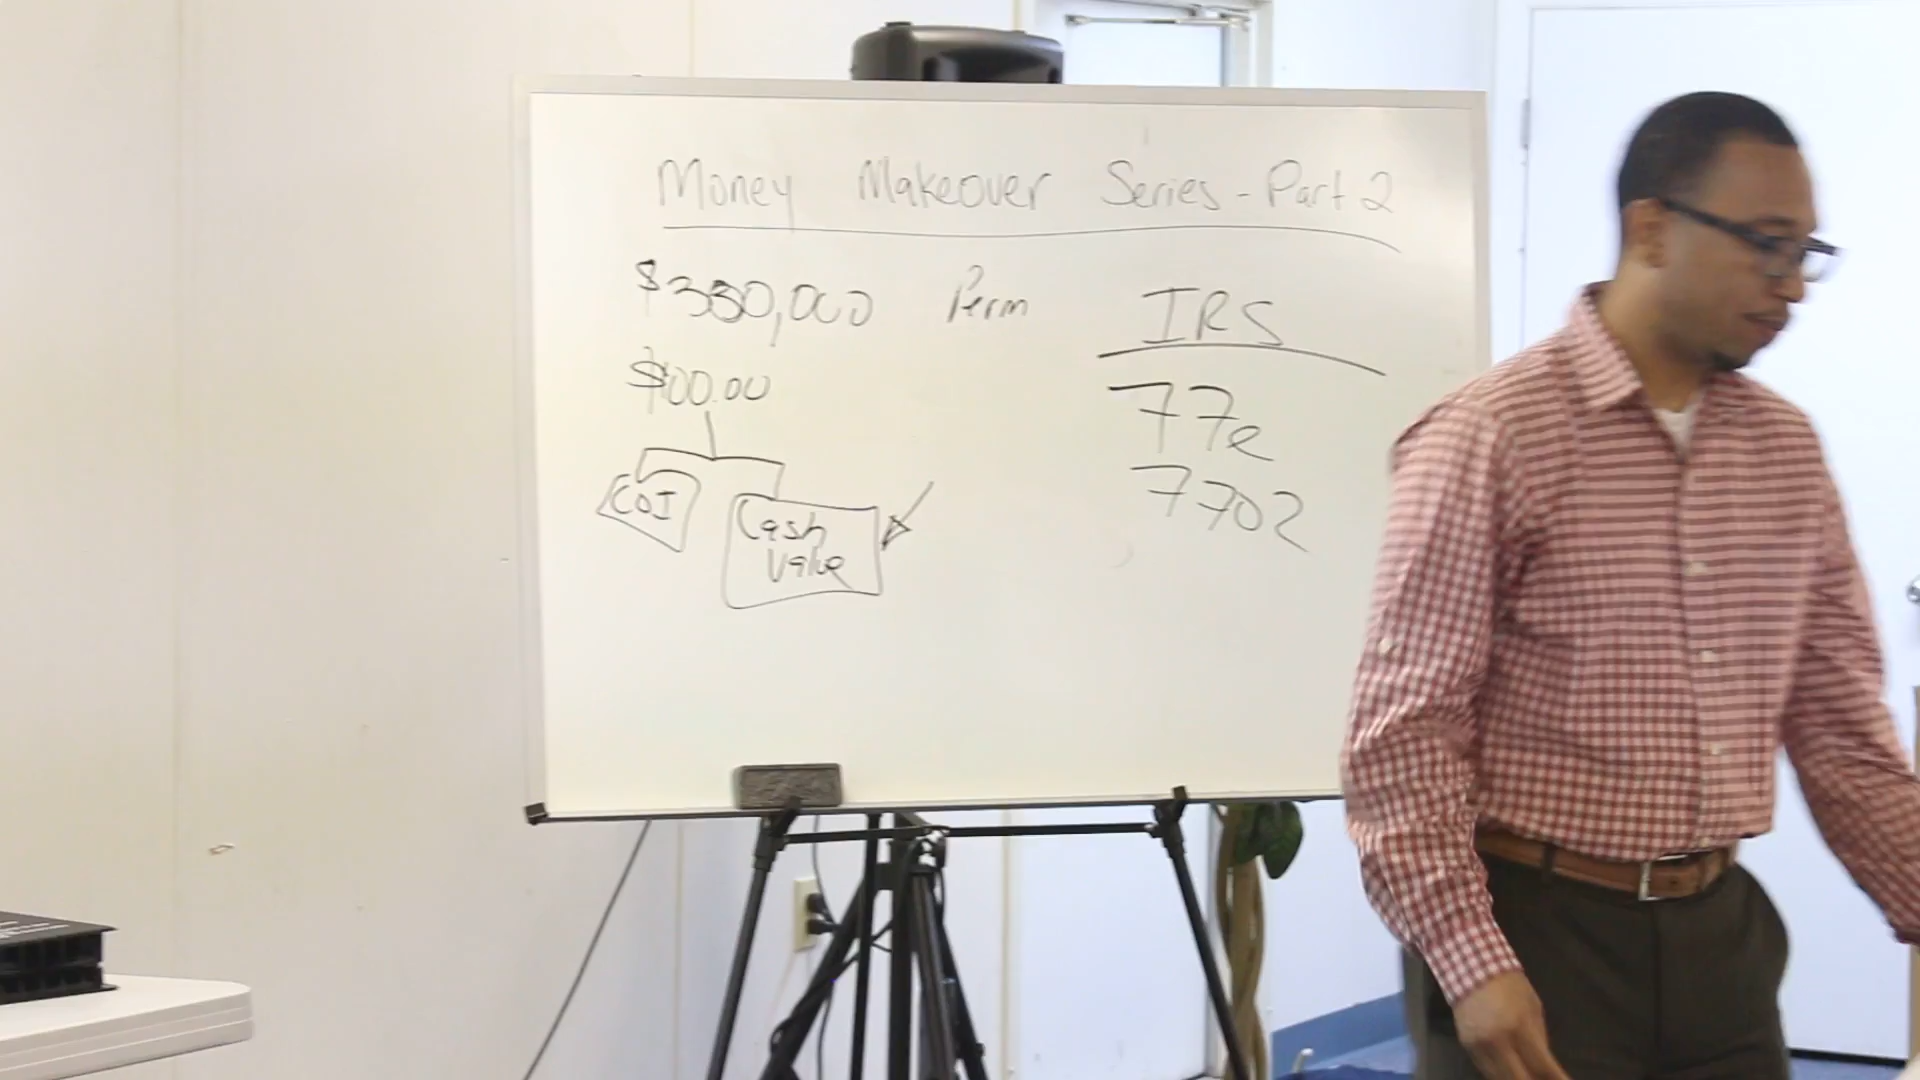 Money Makeover Series - Part 2
$350,000 Perm
$100.00
COI
Cash
Value
IRS
77e
7702